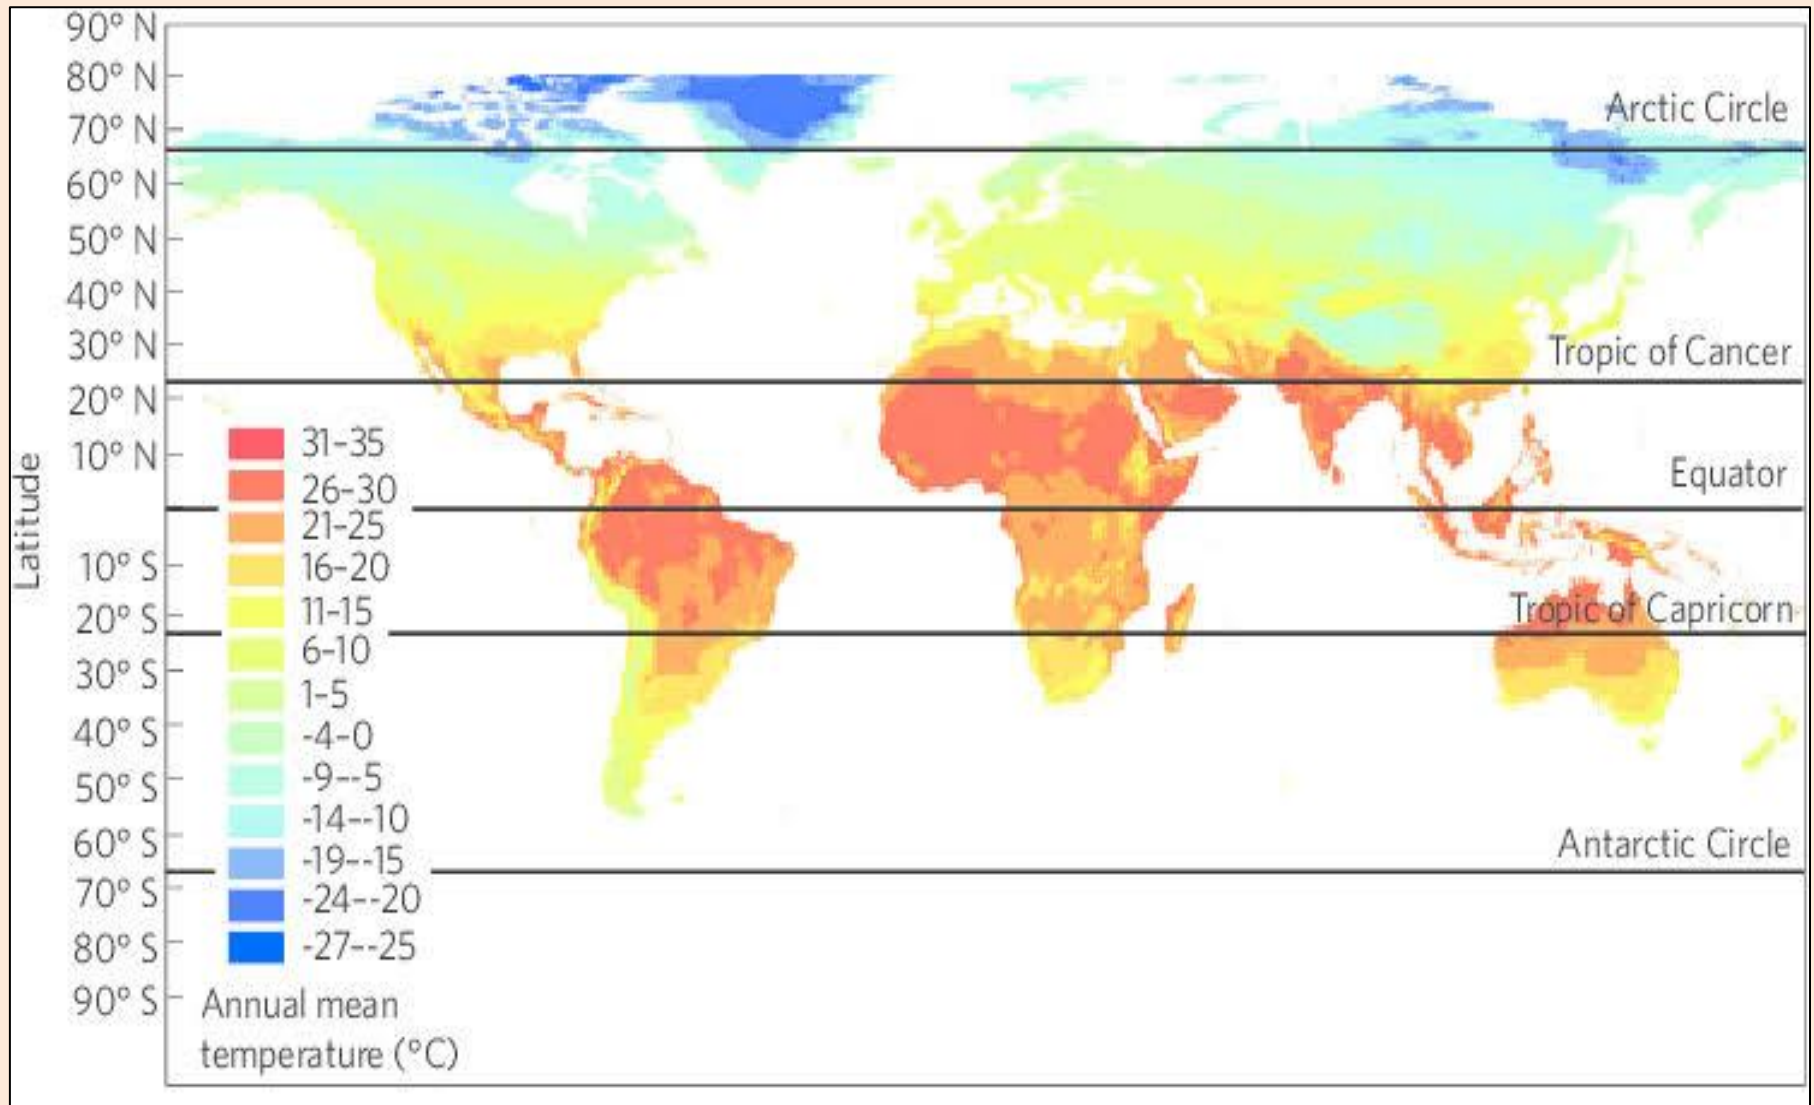 90° N
80° N
70° N
60° N
50° N
40° N
30° N
20° N
10° N
10° S
20° S
30° S
40° S
50° S
60° S
70° S
80° S
90° S
Latitude
Arctic Circle
Tropic of Cancer
Equator
Tropic of Capricorn
Antarctic Circle
31-35
26-30
21-25
16-20
11-15
6-10
1-5
-4-0
-9--5
-14--10
-19--15
-24--20
-27--25
Annual mean
temperature (°C)